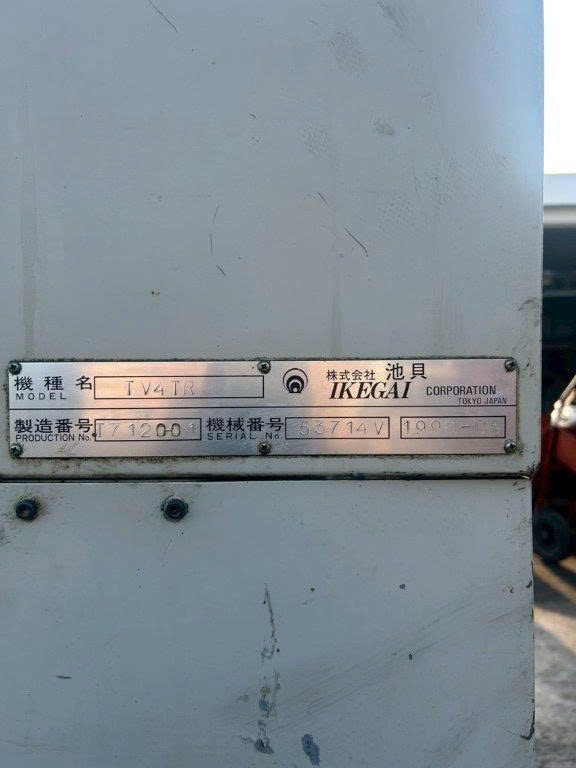 機種名 TV4TR 株式会社 池貝
MODEL IKEGAI CORPORATION
TOKYO JAPAN
製造番号 T712001 機械番号 53714V
PRODUCTION No. SERIAL No.